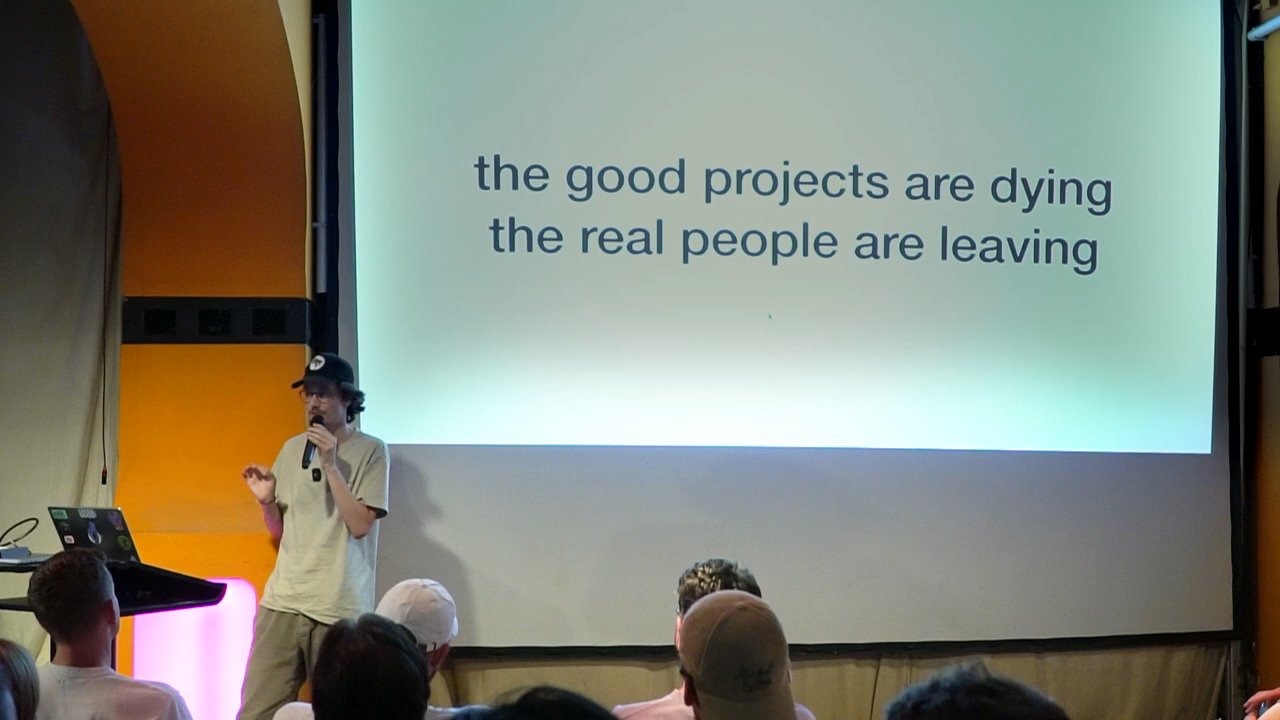 the good projects are dying
the real people are leaving